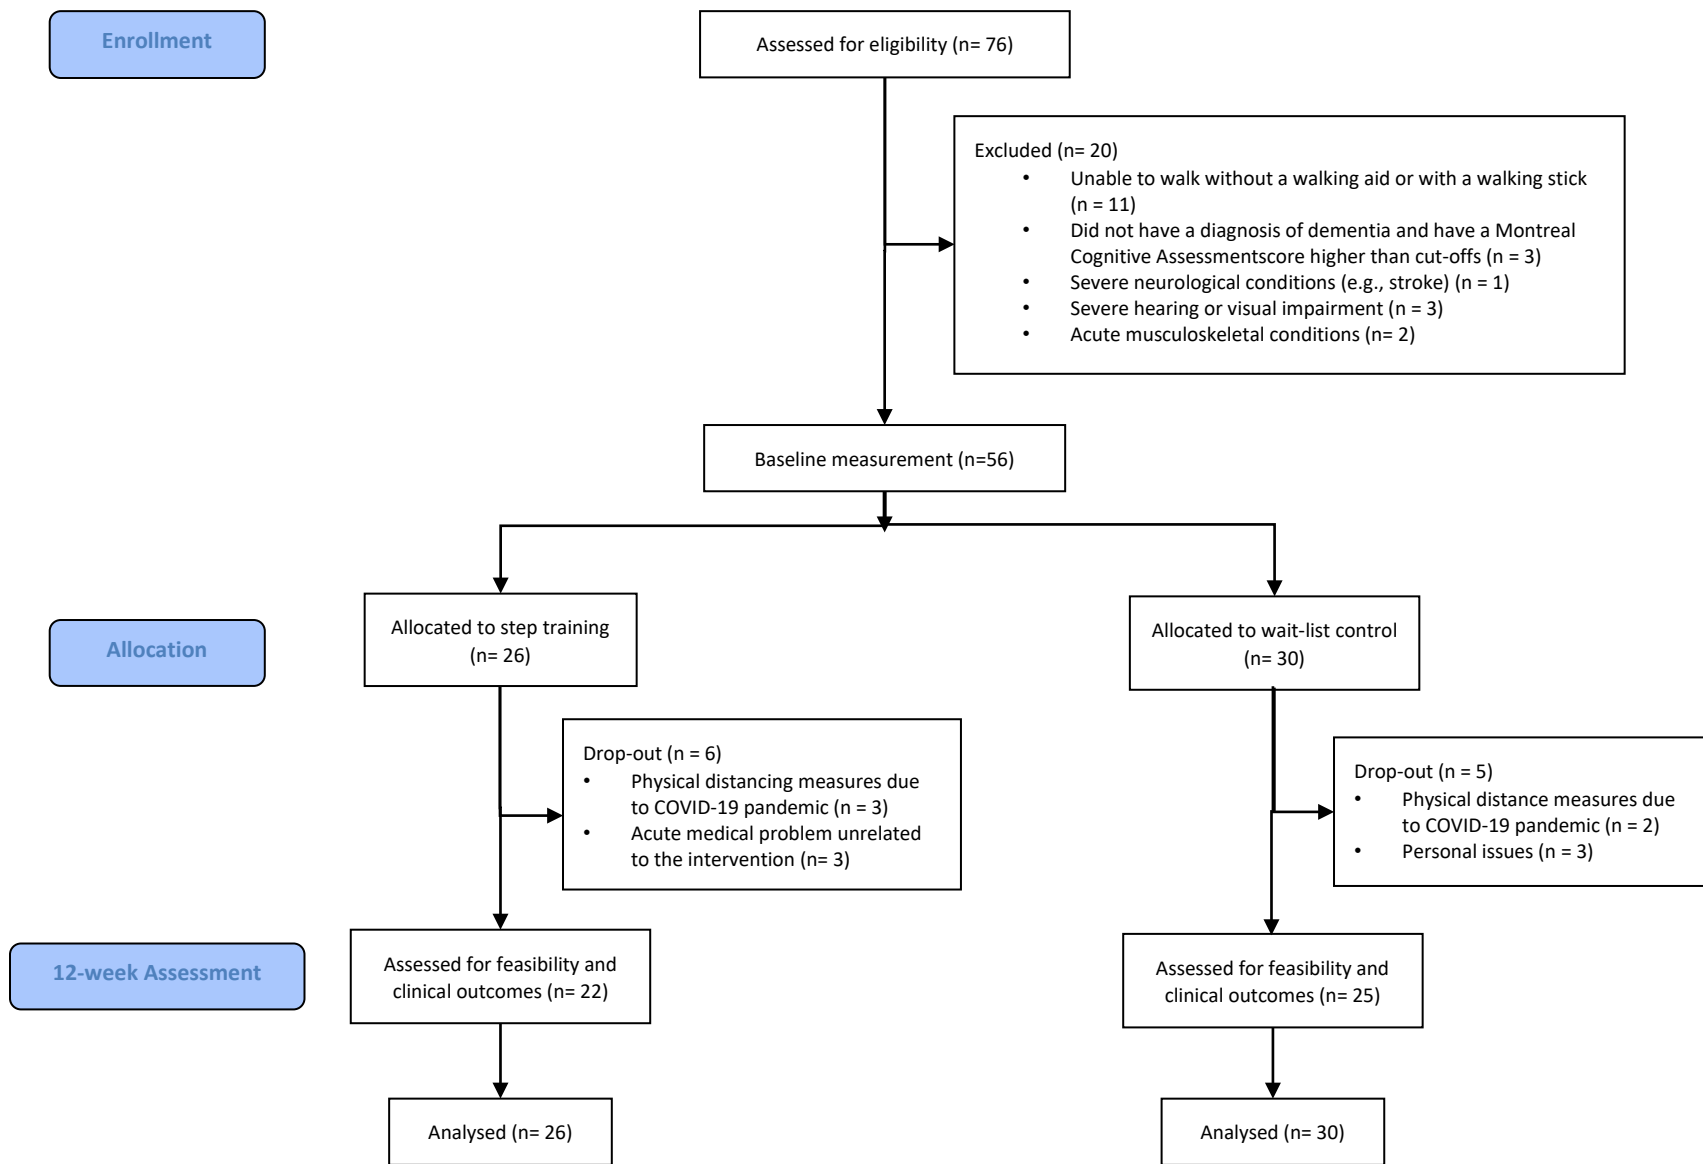 Enrollment
Assessed for eligibility (n= 76)
Excluded (n= 20)
• Unable to walk without a walking aid or with a walking stick
(n = 11)
• Did not have a diagnosis of dementia and have a Montreal
Cognitive Assessmentscore higher than cut-offs (n = 3)
• Severe neurological conditions (e.g., stroke) (n = 1)
• Severe hearing or visual impairment (n = 3)
• Acute musculoskeletal conditions (n= 2)
Baseline measurement (n=56)
Allocation
Allocated to step training
(n= 26)
Allocated to wait-list control
(n= 30)
Drop-out (n = 6)
• Physical distancing measures due
to COVID-19 pandemic (n = 3)
• Acute medical problem unrelated
to the intervention (n= 3)
Drop-out (n = 5)
• Physical distance measures due
to COVID-19 pandemic (n = 2)
• Personal issues (n = 3)
12-week Assessment
Assessed for feasibility and
clinical outcomes (n= 22)
Assessed for feasibility and
clinical outcomes (n= 25)
Analysed (n= 26)
Analysed (n= 30)